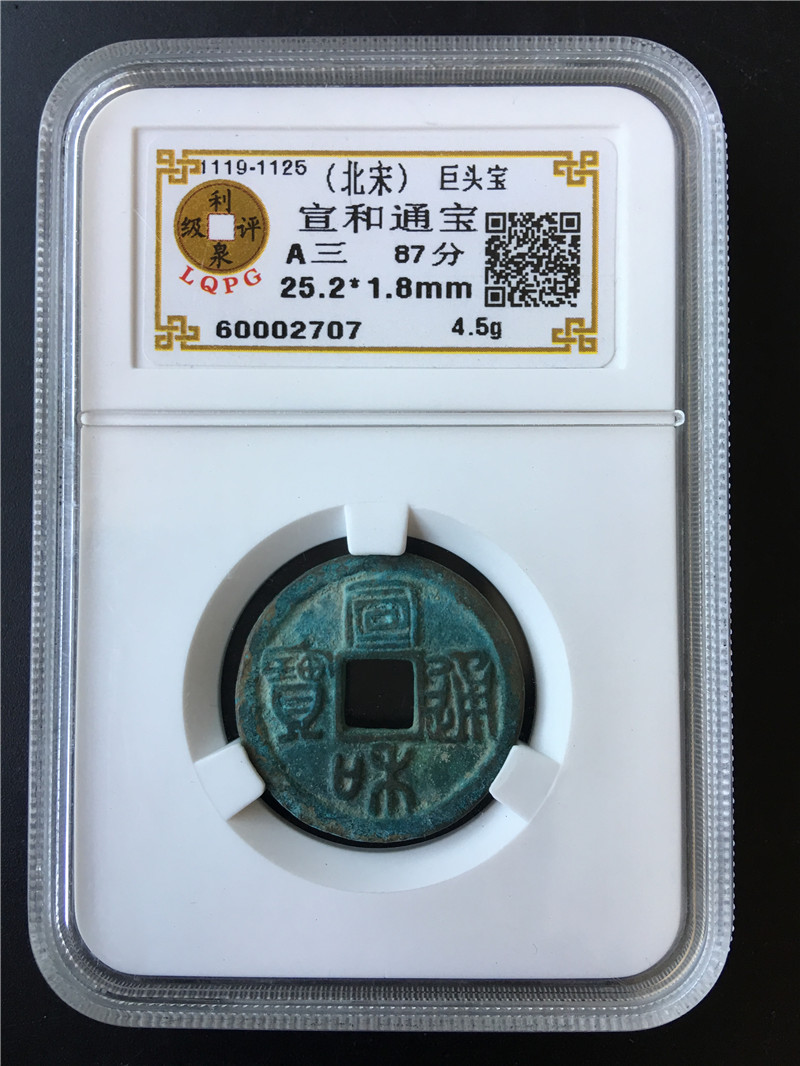 1119-1125 (北宋) 巨头宝
利泉评级
宣和通宝
A三 87分
LQPG
25.2*1.8mm
60002707 4.5g
宣和通寶